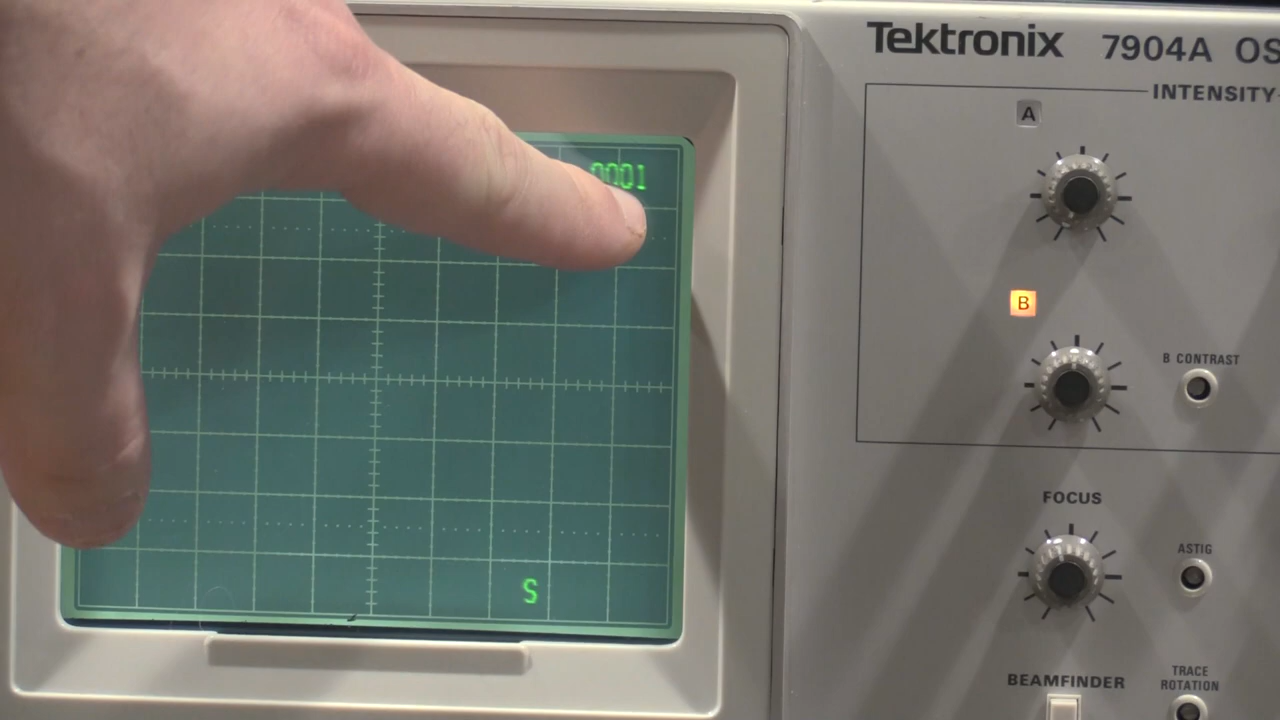 Tektronix 7904A OS
INTENSITY
A
0001
B
B CONTRAST
FOCUS
ASTIG
S
BEAMFINDER
TRACE
ROTATION